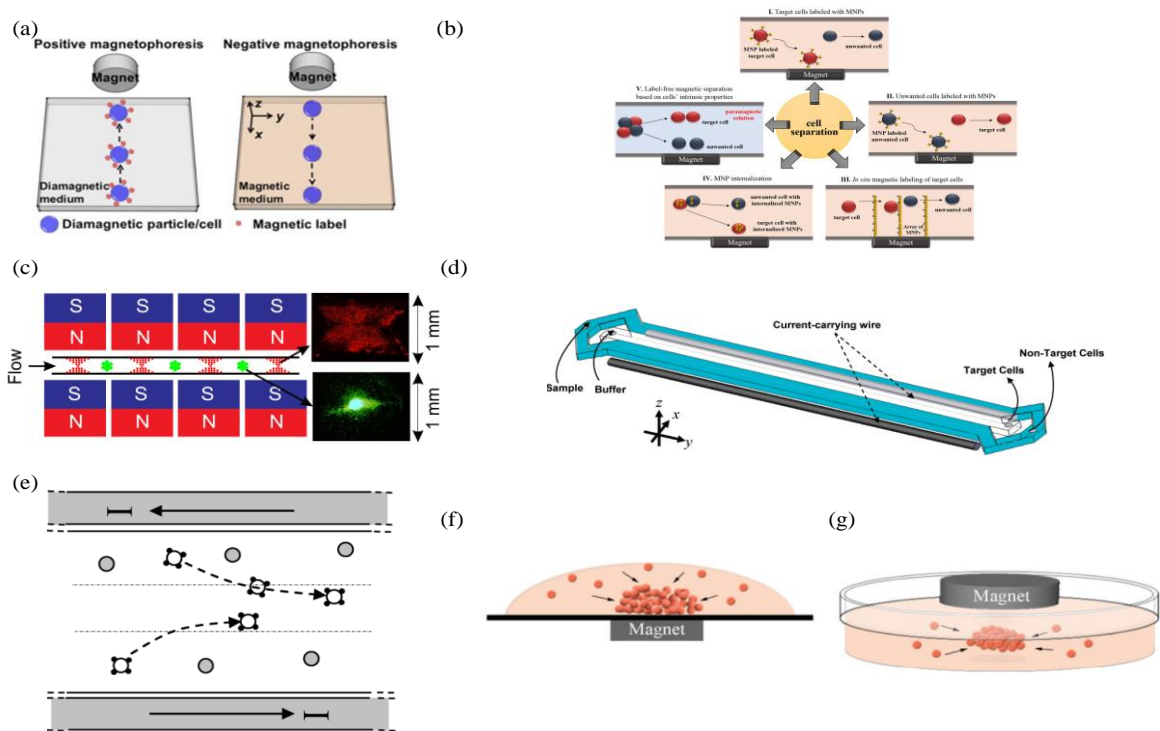 (a)
Positive magnetophoresis
Negative magnetophoresis
Magnet
Magnet
z
y
x
Diamagnetic
medium
Magnetic
medium
Diamagnetic particle/cell
Magnetic label
(b)
I. Target cells labeled with MNPs
MNP labeled
target cell
unwanted cell
Magnet
V. Label-free magnetic separation
based on cells' intrinsic properties
paramagnetic
solution
target cell
unwanted cell
Magnet
cell
separation
II. Unwanted cells labeled with MNPs
MNP labeled
unwanted cell
target cell
Magnet
IV. MNP internalization
unwanted cell with
internalized MNPs
target cell with
internalized MNPs
Magnet
III. In situ magnetic labeling of target cells
target cell
unwanted cell
Array of
MNPs
Magnet
(c)
S S S S
N N N N
Flow
S S S S
N N N N
1 mm
1 mm
(d)
Current-carrying wire
Non-Target Cells
Target Cells
Sample
Buffer
z
x
y
(e)
(f)
Magnet
(g)
Magnet